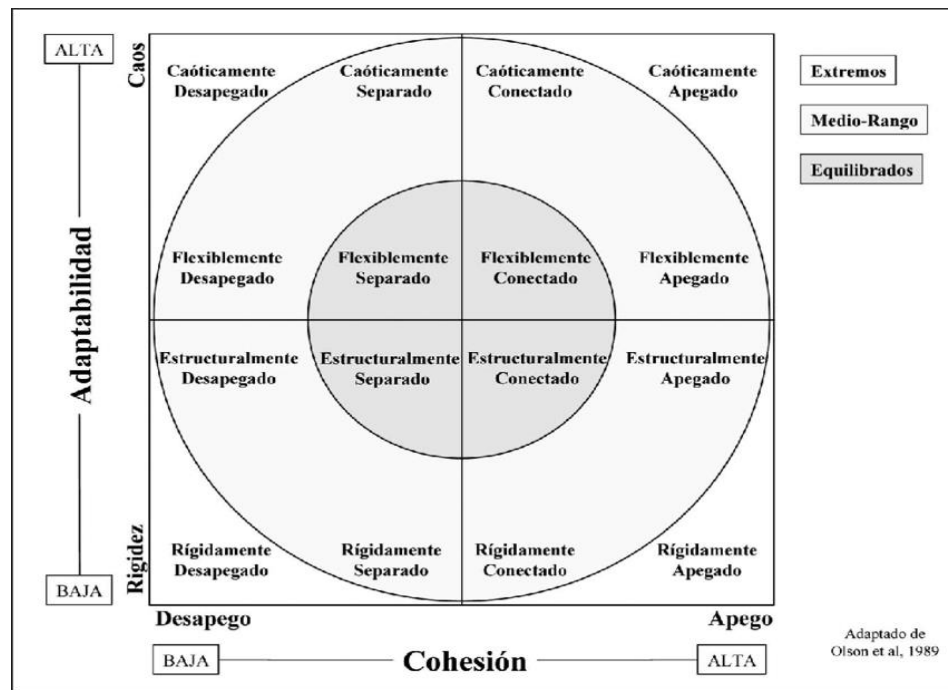 ALTA
Caos
Caóticamente
Desapegado
Caóticamente
Separado
Caóticamente
Conectado
Caóticamente
Apegado
Extremos
Medio-Rango
Equilibrados
Adaptabilidad
Flexiblemente
Desapegado
Flexiblemente
Separado
Flexiblemente
Conectado
Flexiblemente
Apegado
Estructuralmente
Desapegado
Estructuralmente
Separado
Estructuralmente
Conectado
Estructuralmente
Apegado
Rigidez
Rígidamente
Desapegado
Rígidamente
Separado
Rígidamente
Conectado
Rígidamente
Apegado
BAJA
Desapego
Apego
BAJA
Cohesión
ALTA
Adaptado de
Olson et al, 1989